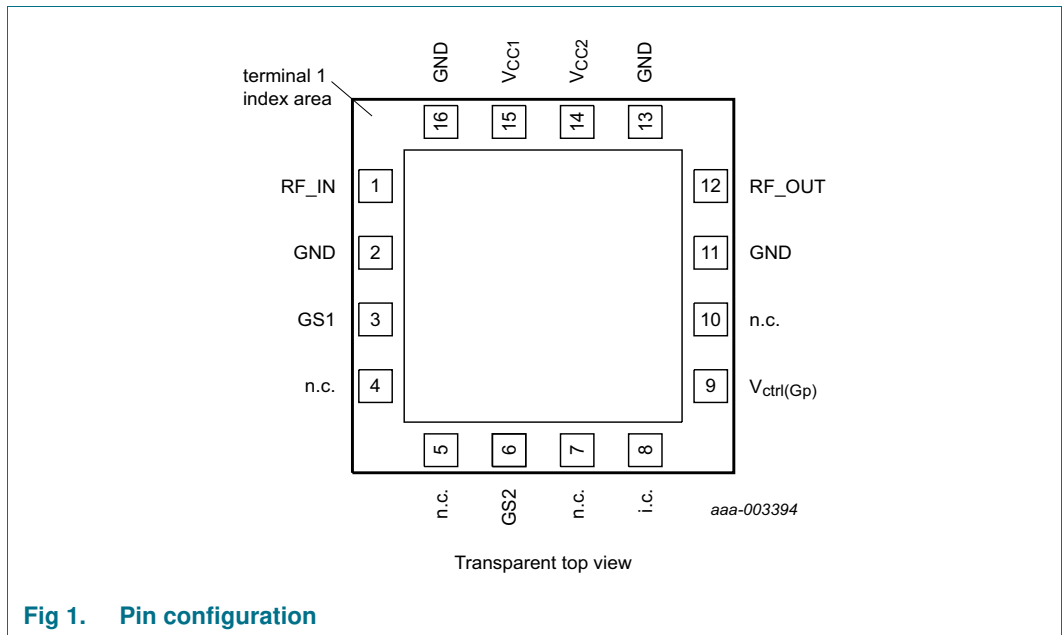 GND
VCC1
VCC2
GND
terminal 1
index area
16
15
14
13
RF_IN
1
12
RF_OUT
GND
2
11
GND
GS1
3
10
n.c.
n.c.
4
9
Vctrl(Gp)
5
6
7
8
n.c.
GS2
n.c.
i.c.
aaa-003394
Transparent top view
Fig 1. Pin configuration